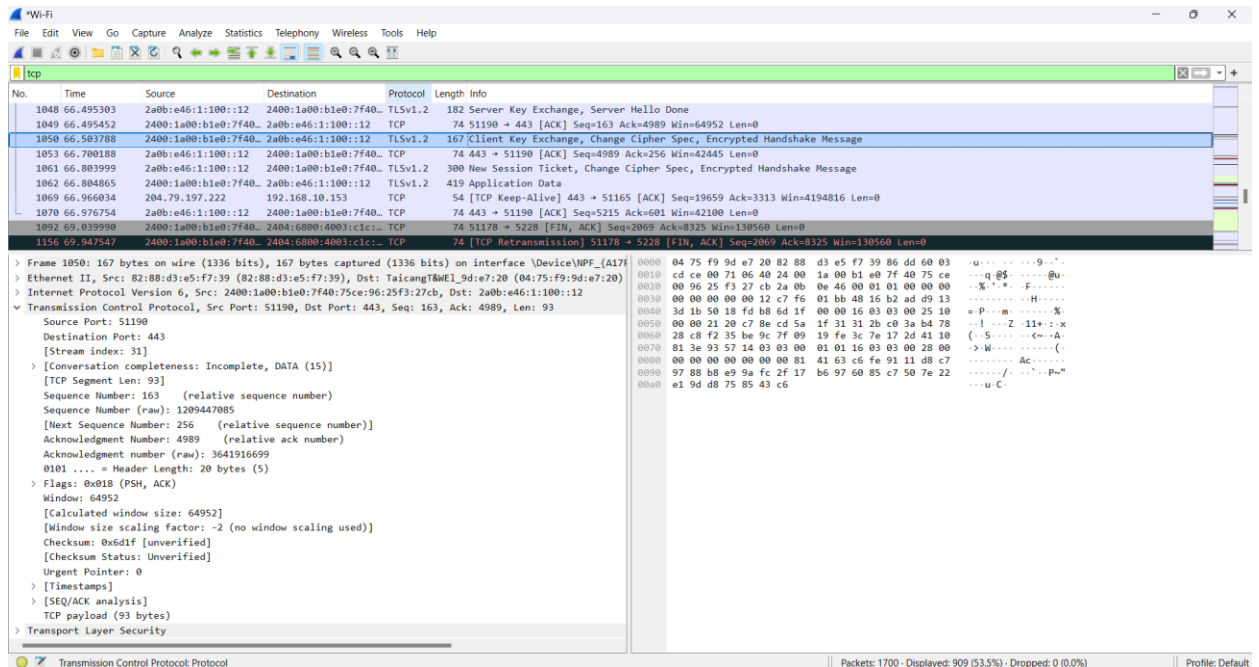 *Wi-Fi
File Edit View Go Capture Analyze Statistics Telephony Wireless Tools Help
tcp
No. Time Source Destination Protocol Length Info
1048 66.495303 2a0b:e46:1:100::12 2400:1a00:b1e0:7f40… TLSv1.2 182 Server Key Exchange, Server Hello Done
1049 66.495452 2400:1a00:b1e0:7f40… 2a0b:e46:1:100::12 TCP 74 51190 → 443 [ACK] Seq=163 Ack=4989 Win=64952 Len=0
1050 66.503788 2400:1a00:b1e0:7f40… 2a0b:e46:1:100::12 TLSv1.2 167 Client Key Exchange, Change Cipher Spec, Encrypted Handshake Message
1053 66.700188 2a0b:e46:1:100::12 2400:1a00:b1e0:7f40… TCP 74 443 → 51190 [ACK] Seq=4989 Ack=256 Win=42445 Len=0
1061 66.803999 2a0b:e46:1:100::12 2400:1a00:b1e0:7f40… TLSv1.2 300 New Session Ticket, Change Cipher Spec, Encrypted Handshake Message
1062 66.804865 2400:1a00:b1e0:7f40… 2a0b:e46:1:100::12 TLSv1.2 419 Application Data
1069 66.966034 204.79.197.222 192.168.10.153 TCP 54 [TCP Keep-Alive] 443 → 51165 [ACK] Seq=19659 Ack=3313 Win=4194816 Len=0
1070 66.976754 2a0b:e46:1:100::12 2400:1a00:b1e0:7f40… TCP 74 443 → 51190 [ACK] Seq=5215 Ack=601 Win=42100 Len=0
1092 69.039990 2400:1a00:b1e0:7f40… 2404:6800:4003:c1c:… TCP 74 51178 → 5228 [FIN, ACK] Seq=2069 Ack=8325 Win=130560 Len=0
1156 69.947547 2400:1a00:b1e0:7f40… 2404:6800:4003:c1c:… TCP 74 [TCP Retransmission] 51178 → 5228 [FIN, ACK] Seq=2069 Ack=8325 Win=130560 Len=0
Frame 1050: 167 bytes on wire (1336 bits), 167 bytes captured (1336 bits) on interface \Device\NPF_{A17
Ethernet II, Src: 82:88:d3:e5:f7:39 (82:88:d3:e5:f7:39), Dst: TaicangT&WEl_9d:e7:20 (04:75:f9:9d:e7:20)
Internet Protocol Version 6, Src: 2400:1a00:b1e0:7f40:75ce:96:25f3:27cb, Dst: 2a0b:e46:1:100::12
Transmission Control Protocol, Src Port: 51190, Dst Port: 443, Seq: 163, Ack: 4989, Len: 93
Source Port: 51190
Destination Port: 443
[Stream index: 31]
[Conversation completeness: Incomplete, DATA (15)]
[TCP Segment Len: 93]
Sequence Number: 163 (relative sequence number)
Sequence Number (raw): 1209447085
[Next Sequence Number: 256 (relative sequence number)]
Acknowledgment Number: 4989 (relative ack number)
Acknowledgment number (raw): 3641916699
0101 .... = Header Length: 20 bytes (5)
Flags: 0x018 (PSH, ACK)
Window: 64952
[Calculated window size: 64952]
[Window size scaling factor: -2 (no window scaling used)]
Checksum: 0x6d1f [unverified]
[Checksum Status: Unverified]
Urgent Pointer: 0
[Timestamps]
[SEQ/ACK analysis]
TCP payload (93 bytes)
Transport Layer Security
0000 04 75 f9 9d e7 20 82 88 d3 e5 f7 39 86 dd 60 03 ·u··· ·· ···9··`·
0010 cd ce 00 71 06 40 24 00 1a 00 b1 e0 7f 40 75 ce ···q·@$· ·····@u·
0020 00 96 25 f3 27 cb 2a 0b 0e 46 00 01 01 00 00 00 ··%·'·*· ·F······
0030 00 00 00 00 00 12 c7 f6 01 bb 48 16 b2 ad d9 13 ········ ··H·····
0040 3d 1b 50 18 fd b8 6d 1f 00 00 16 03 03 00 25 10 =·P···m· ······%·
0050 00 00 21 20 c7 8e cd 5a 1f 31 31 2b c0 3a b4 78 ··! ···Z ·11+·:·x
0060 28 c8 f2 35 be 9c 7f 09 19 fe 3c 7e 17 2d 41 10 (··5···· ··<~·-A·
0070 81 3e 93 57 14 03 03 00 01 01 16 03 03 00 28 00 ·>·W···· ······(·
0080 00 00 00 00 00 00 00 81 41 63 c6 fe 91 11 d8 c7 ········ Ac······
0090 97 88 b8 e9 9a fc 2f 17 b6 97 60 85 c7 50 7e 22 ······/· ··`··P~"
00a0 e1 9d d8 75 85 43 c6 ···u·C·
Transmission Control Protocol: Protocol
Packets: 1700 · Displayed: 909 (53.5%) · Dropped: 0 (0.0%)
Profile: Default